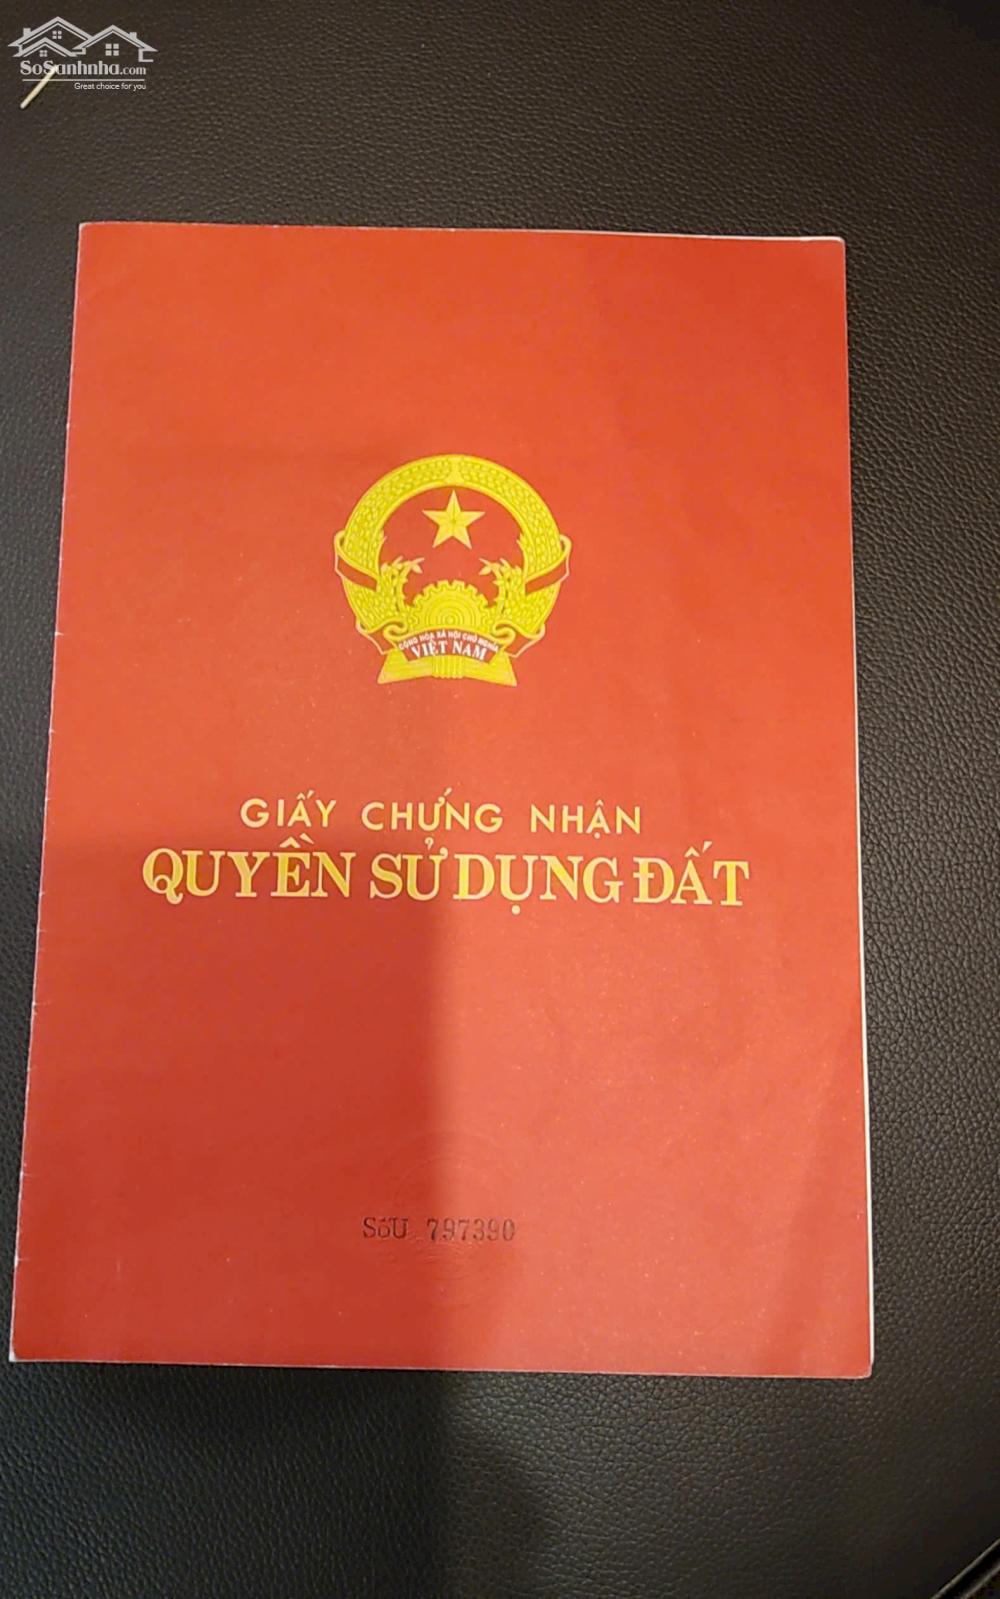 SoSanhnha.com
Great choice for you
CỘNG HÒA XÃ HỘI CHỦ NGHĨA
VIỆT NAM
GIẤY CHỨNG NHẬN
QUYỀN SỬ DỤNG ĐẤT
SốU 797390